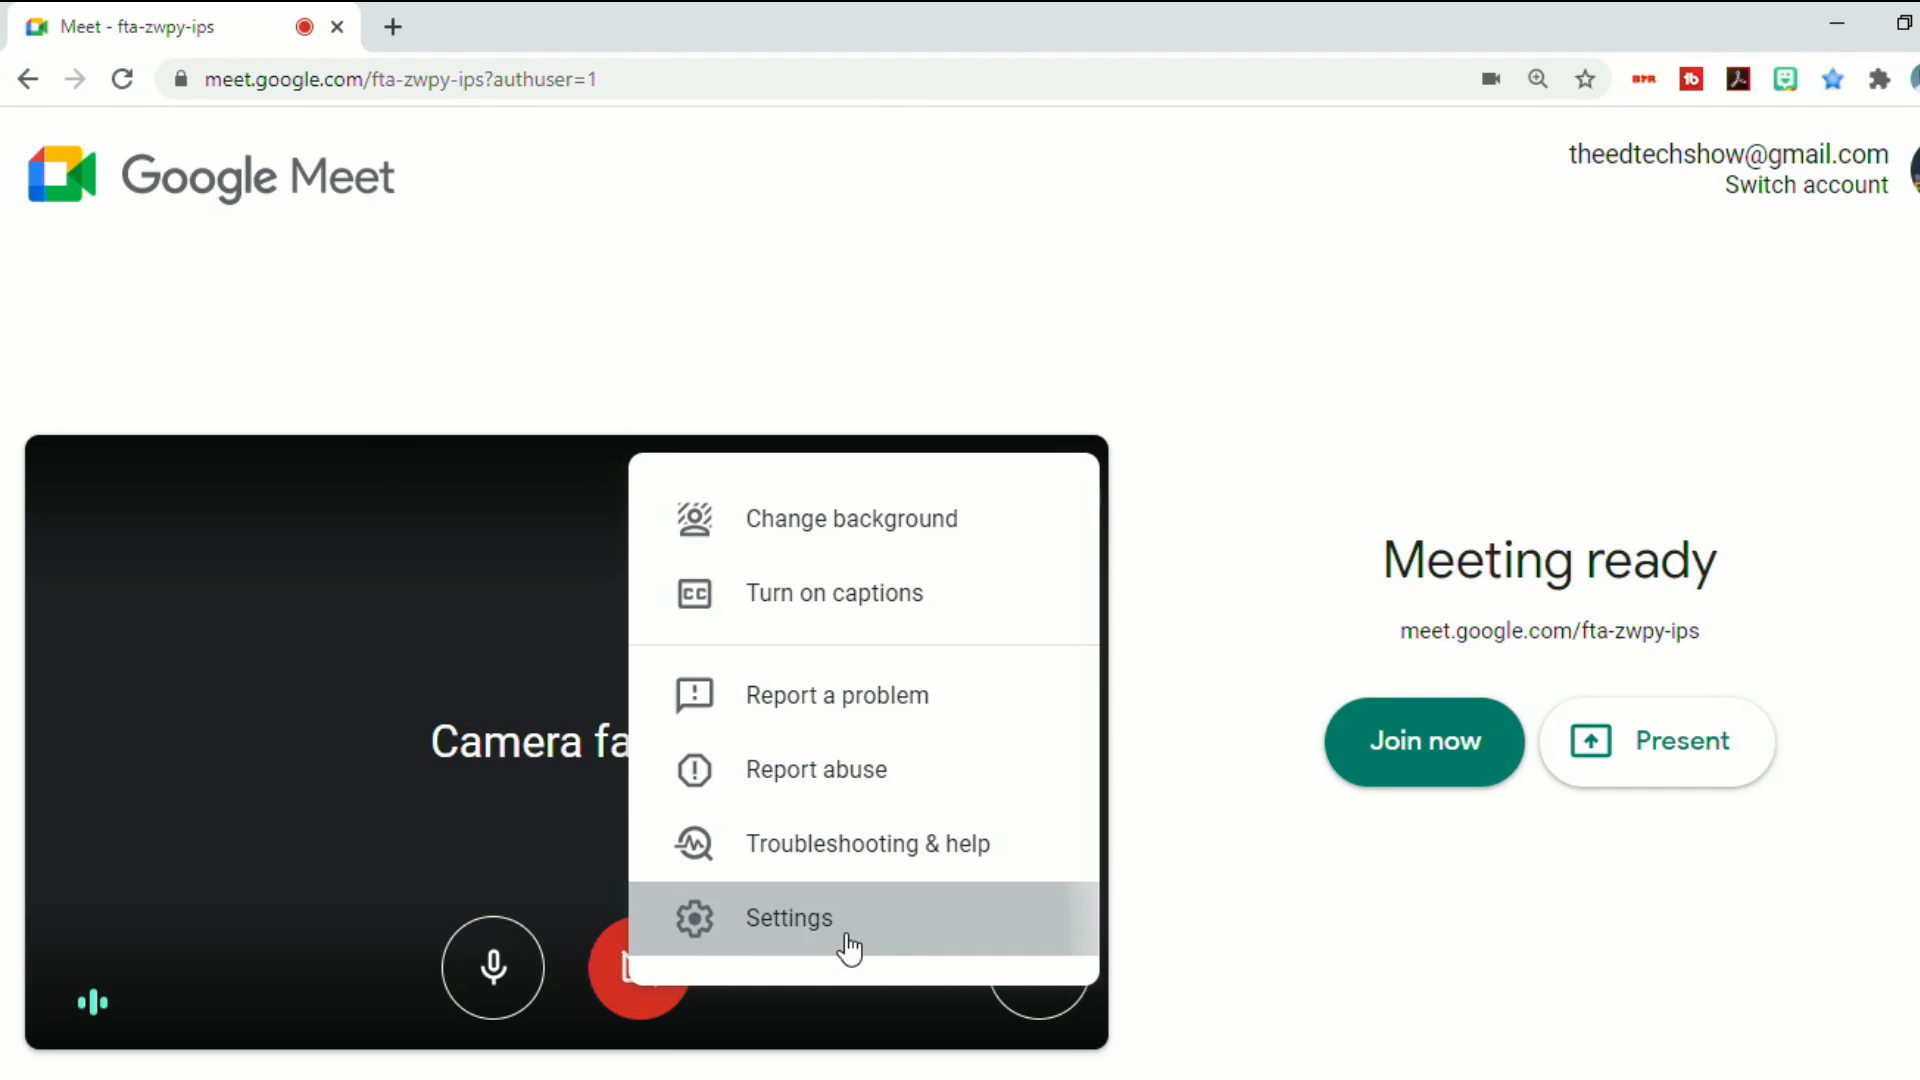 Meet - fta-zwpy-ips
meet.google.com/fta-zwpy-ips?authuser=1
Google Meet
theedtechshow@gmail.com
Switch account
Change background
CC
Turn on captions
Report a problem
Camera
Report abuse
Troubleshooting & help
Settings
Meeting ready
meet.google.com/fta-zwpy-ips
Join now
Present